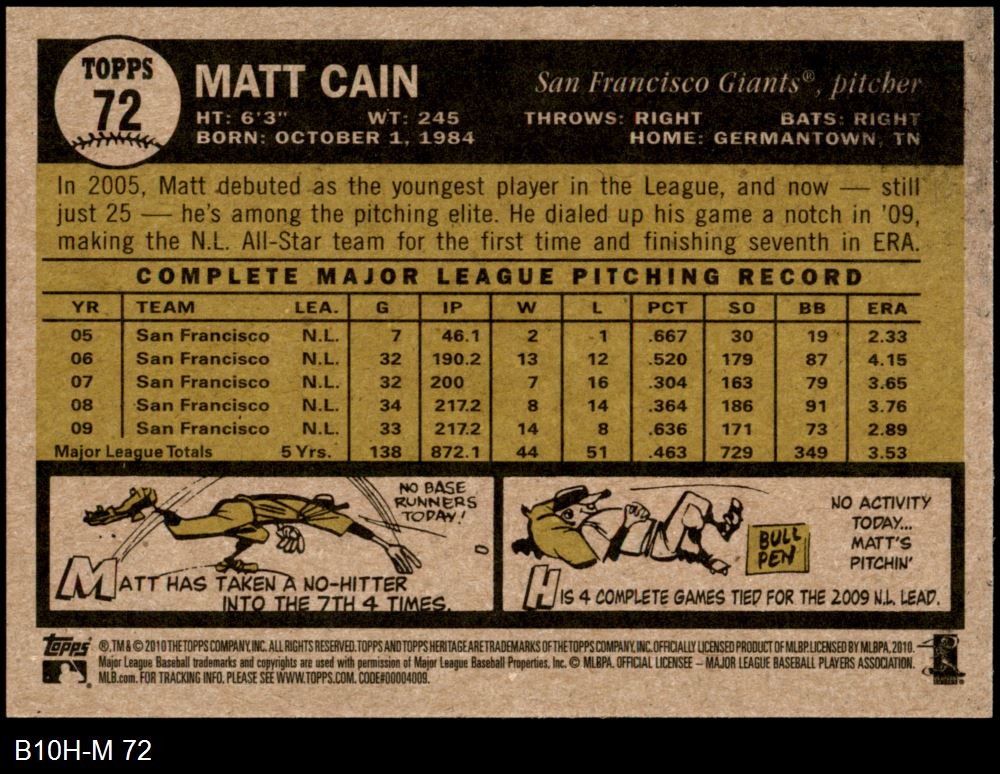 TOPPS
72
MATT CAIN
San Francisco Giants®, pitcher
HT: 6'3" WT: 245 THROWS: RIGHT BATS: RIGHT
BORN: OCTOBER 1, 1984 HOME: GERMANTOWN, TN
In 2005, Matt debuted as the youngest player in the League, and now — still
just 25 — he's among the pitching elite. He dialed up his game a notch in '09,
making the N.L. All-Star team for the first time and finishing seventh in ERA.
COMPLETE MAJOR LEAGUE PITCHING RECORD
YR TEAM LEA. G IP W L PCT SO BB ERA
05 San Francisco N.L. 7 46.1 2 1 .667 30 19 2.33
06 San Francisco N.L. 32 190.2 13 12 .520 179 87 4.15
07 San Francisco N.L. 32 200 7 16 .304 163 79 3.65
08 San Francisco N.L. 34 217.2 8 14 .364 186 91 3.76
09 San Francisco N.L. 33 217.2 14 8 .636 171 73 2.89
Major League Totals 5 Yrs. 138 872.1 44 51 .463 729 349 3.53
NO BASE
RUNNERS
TODAY!
MATT HAS TAKEN A NO-HITTER
INTO THE 7TH 4 TIMES.
BULL
PEN
NO ACTIVITY
TODAY...
MATT'S
PITCHIN'
HIS 4 COMPLETE GAMES TIED FOR THE 2009 N.L. LEAD.
Topps ®, TM & © 2010 THE TOPPS COMPANY, INC. ALL RIGHTS RESERVED. TOPPS AND TOPPS HERITAGE ARE TRADEMARKS OF THE TOPPS COMPANY, INC. OFFICIALLY LICENSED PRODUCT OF MLBP. LICENSED BY MLBPA, 2010.
Major League Baseball trademarks and copyrights are used with permission of Major League Baseball Properties, Inc. © MLBPA. OFFICIAL LICENSEE – MAJOR LEAGUE BASEBALL PLAYERS ASSOCIATION.
MLB.com. FOR TRACKING INFO. PLEASE SEE WWW.TOPPS.COM. CODE#00004009.
B10H-M 72